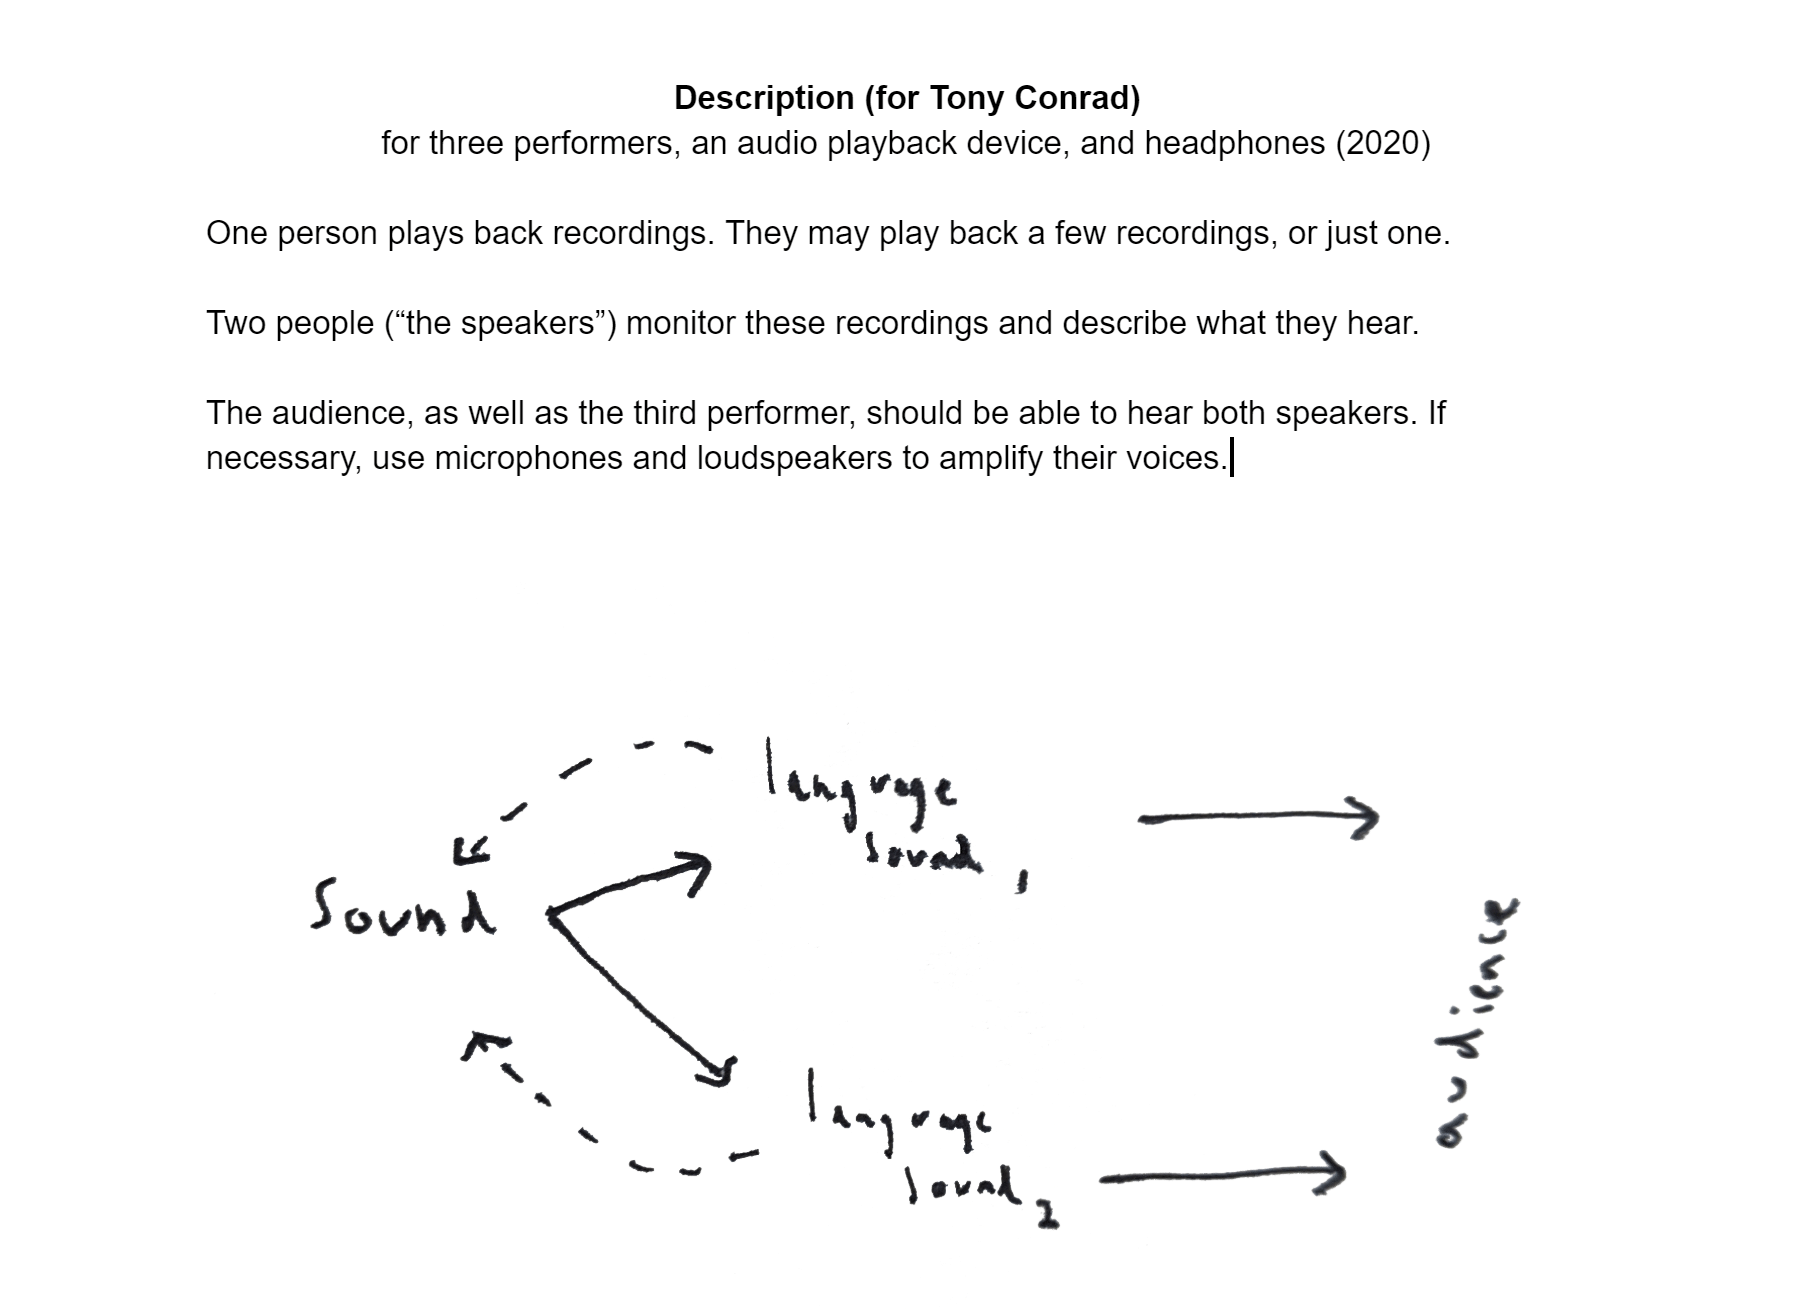 Description (for Tony Conrad)
for three performers, an audio playback device, and headphones (2020)
One person plays back recordings. They may play back a few recordings, or just one.
Two people (“the speakers”) monitor these recordings and describe what they hear.
The audience, as well as the third performer, should be able to hear both speakers. If
necessary, use microphones and loudspeakers to amplify their voices.
language
sound 1
Sound
audience
language
sound 2